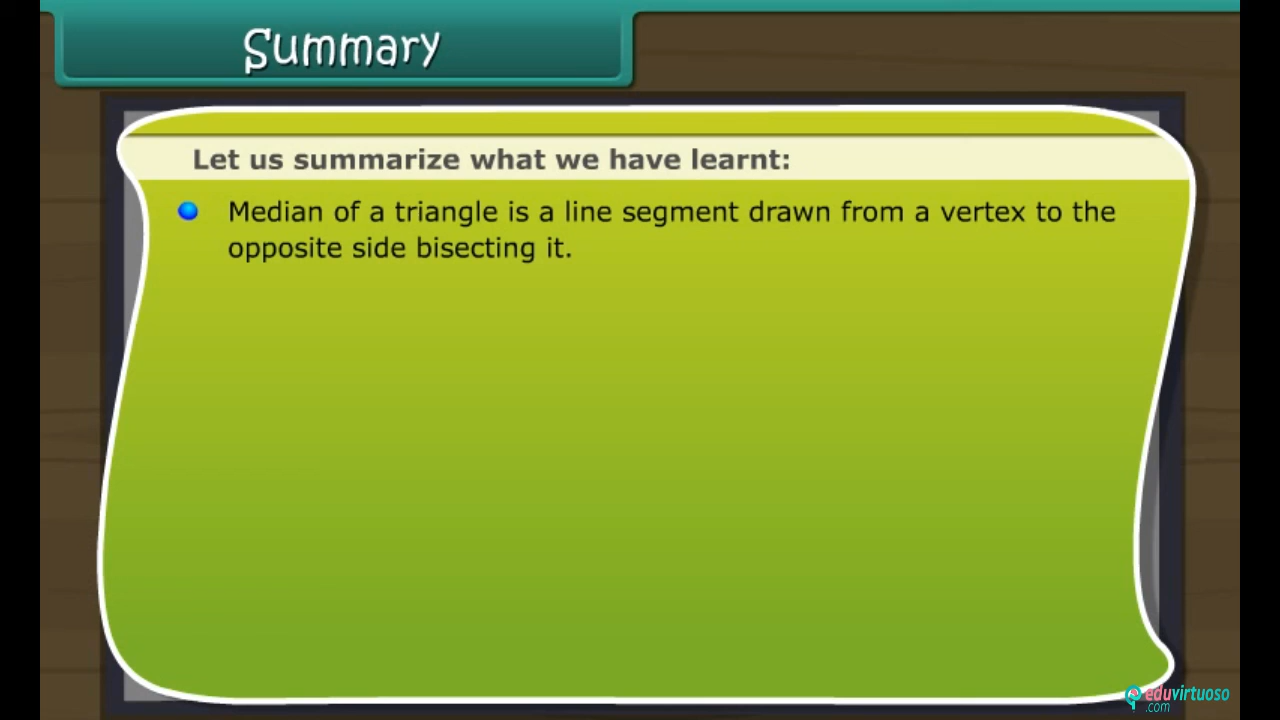 Summary
Let us summarize what we have learnt:
Median of a triangle is a line segment drawn from a vertex to the
opposite side bisecting it.
eduvirtuoso
.com